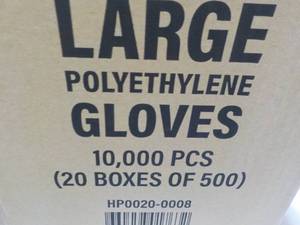 LARGE
POLYETHYLENE
GLOVES
10,000 PCS
(20 BOXES OF 500)
HP0020-0008